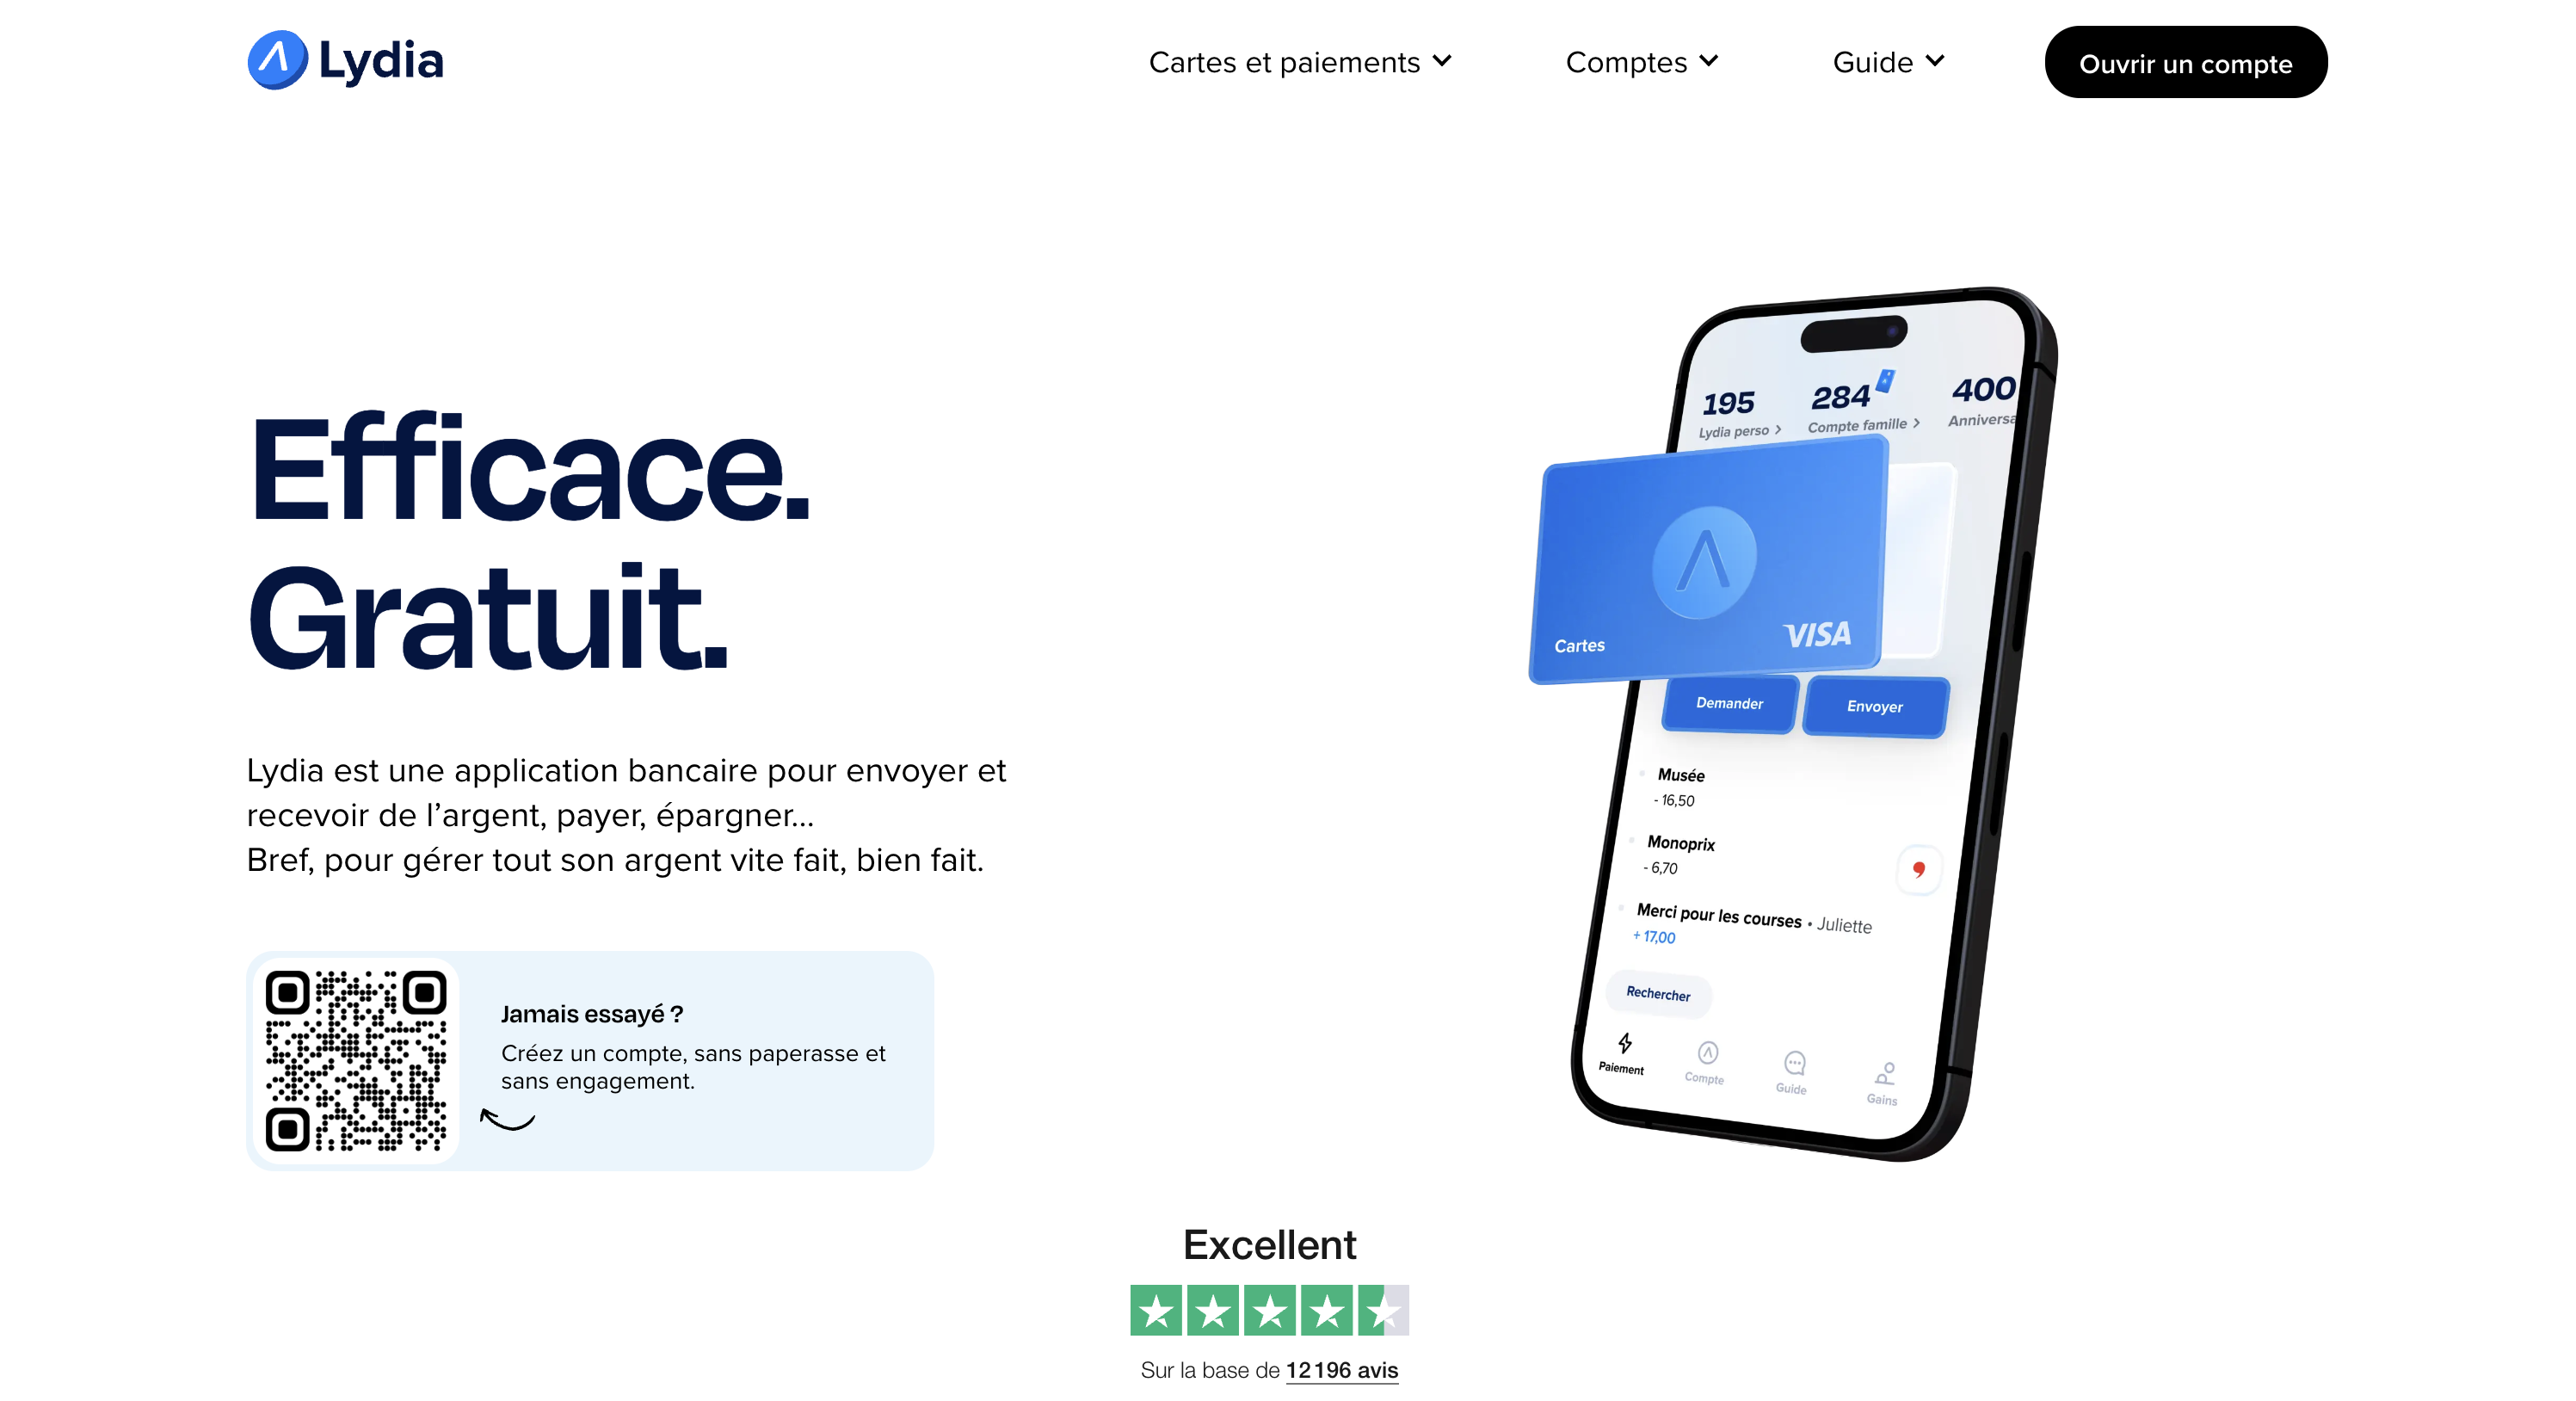 Lydia
Cartes et paiements
Comptes
Guide
Ouvrir un compte
Efficace.
Gratuit.
Lydia est une application bancaire pour envoyer et
recevoir de l’argent, payer, épargner...
Bref, pour gérer tout son argent vite fait, bien fait.
Jamais essayé ?
Créez un compte, sans paperasse et
sans engagement.
195
Lydia perso >
284
Compte famille >
400
Anniversa
Cartes
VISA
Demander
Envoyer
Musée
- 16,50
Monoprix
- 6,70
Merci pour les courses • Juliette
+ 17,00
Rechercher
Paiement
Compte
Guide
Gains
Excellent
Sur la base de 12 196 avis